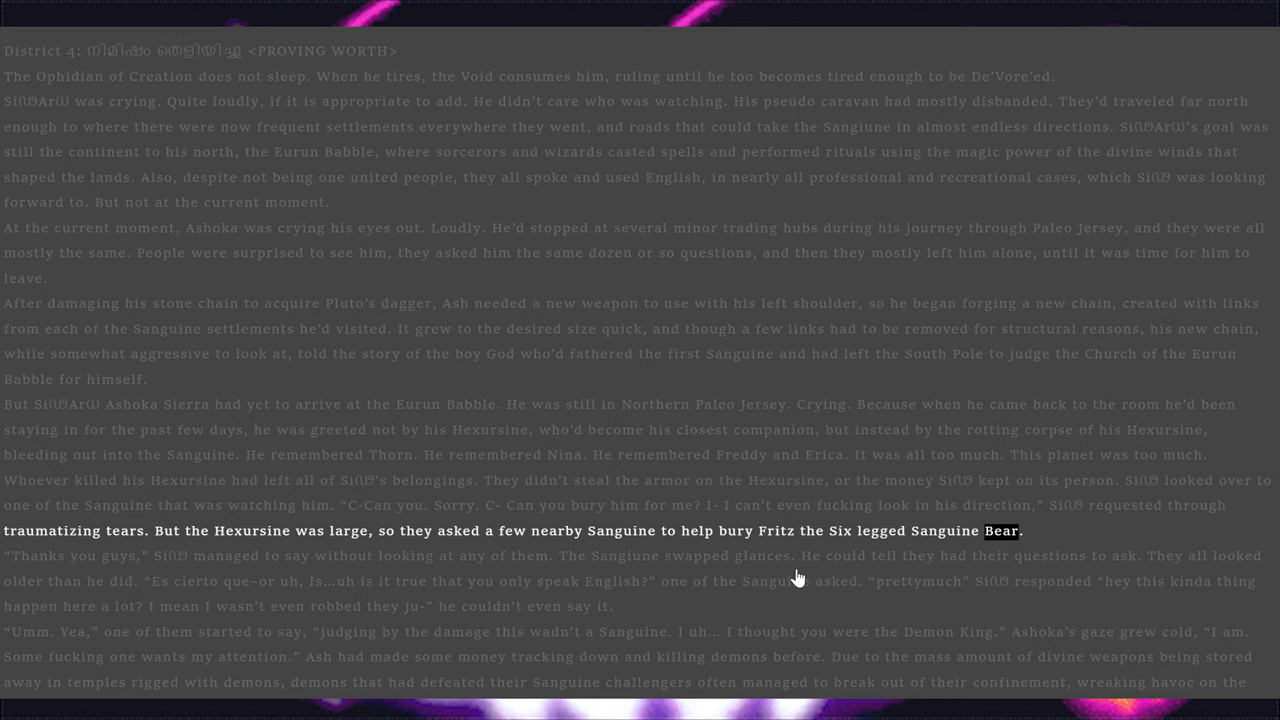 District 4: നിമിഷം തെളിയിച്ചു <PROVING WORTH>
The Ophidian of Creation does not sleep. When he tires, the Void consumes him, ruling until he too becomes tired enough to be De’Vore’ed.
SiശArധ was crying. Quite loudly, if it is appropriate to add. He didn’t care who was watching. His pseudo caravan had mostly disbanded. They’d traveled far north
enough to where there were now frequent settlements everywhere they went, and roads that could take the Sangiune in almost endless directions. SiശArധ’s goal was
still the continent to his north, the Eurun Babble, where sorcerors and wizards casted spells and performed rituals using the magic power of the divine winds that
shaped the lands. Also, despite not being one united people, they all spoke and used English, in nearly all professional and recreational cases, which Siശ was looking
forward to. But not at the current moment.
At the current moment, Ashoka was crying his eyes out. Loudly. He’d stopped at several minor trading hubs during his journey through Paleo Jersey, and they were all
mostly the same. People were surprised to see him, they asked him the same dozen or so questions, and then they mostly left him alone, until it was time for him to
leave.
After damaging his stone chain to acquire Pluto’s dagger, Ash needed a new weapon to use with his left shoulder, so he began forging a new chain, created with links
from each of the Sanguine settlements he’d visited. It grew to the desired size quick, and though a few links had to be removed for structural reasons, his new chain,
while somewhat aggressive to look at, told the story of the boy God who’d fathered the first Sanguine and had left the South Pole to judge the Church of the Eurun
Babble for himself.
But SiശArധ Ashoka Sierra had yet to arrive at the Eurun Babble. He was still in Northern Paleo Jersey. Crying. Because when he came back to the room he’d been
staying in for the past few days, he was greeted not by his Hexursine, who’d become his closest companion, but instead by the rotting corpse of his Hexursine,
bleeding out into the Sanguine. He remembered Thorn. He remembered Nina. He remembered Freddy and Erica. It was all too much. This planet was too much.
Whoever killed his Hexursine had left all of Siശ’s belongings. They didn’t steal the armor on the Hexursine, or the money Siശ kept on its person. Siശ looked over to
one of the Sanguine that was watching him. “C-Can you. Sorry. C- Can you bury him for me? I- I can’t even fucking look in his direction,” Siശ requested through
traumatizing tears. But the Hexursine was large, so they asked a few nearby Sanguine to help bury Fritz the Six legged Sanguine Bear.
“Thanks you guys,” Siശ managed to say without looking at any of them. The Sangiune swapped glances. He could tell they had their questions to ask. They all looked
older than he did. “Es cierto que–or uh, Is...uh is it true that you only speak English?” one of the Sanguine asked. “prettymuch” Siശ responded “hey this kinda thing
happen here a lot? I mean I wasn’t even robbed they ju-” he couldn’t even say it.
“Umm. Yea,” one of them started to say, “judging by the damage this wadn’t a Sanguine. I uh... I thought you were the Demon King.” Ashoka’s gaze grew cold, “I am.
Some fucking one wants my attention.” Ash had made some money tracking down and killing demons before. Due to the mass amount of divine weapons being stored
away in temples rigged with demons, demons that had defeated their Sanguine challengers often managed to break out of their confinement, wreaking havoc on the